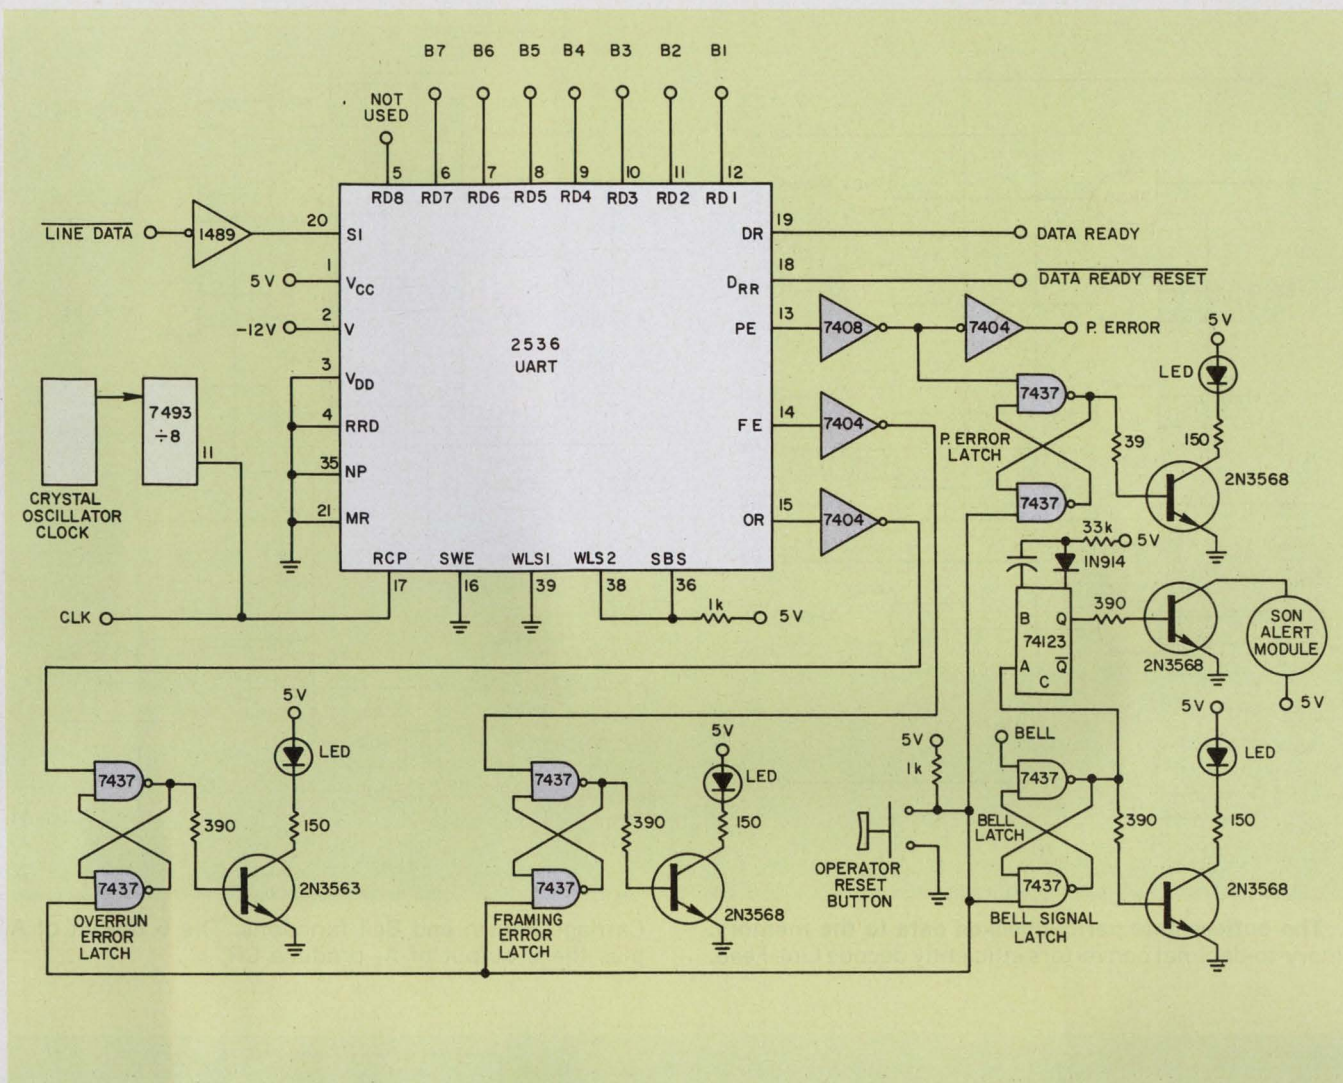 B7 B6 B5 B4 B3 B2 B1
NOT
USED
5 6 7 8 9 10 11 12
RD8 RD7 RD6 RD5 RD4 RD3 RD2 RD1
LINE DATA 1489 20 SI
DR 19 DATA READY
1
5V VCC
DRR 18 DATA READY RESET
2
-12V V
PE 13 7408 7404 P. ERROR
2536
UART
3
VDD
4
RRD
35
NP
21
MR
FE 14 7404
OR 15 7404
7493
÷8
11
CRYSTAL
OSCILLATOR
CLOCK
RCP SWE WLS1 WLS2 SBS
17 16 39 38 36
CLK
1k 5V
5V
LED
7437
P. ERROR
LATCH
39
150
2N3568
7437
33k
5V
1N914
B Q
74123
A Q
C
390
2N3568
SON
ALERT
MODULE
5V
5V
LED
7437
390
150
7437
2N3563
OVERRUN
ERROR
LATCH
5V
LED
7437
390
150
7437
2N3568
FRAMING
ERROR
LATCH
5V
1k
OPERATOR
RESET
BUTTON
BELL
7437
BELL
LATCH
390
7437
BELL SIGNAL
LATCH
5V
LED
150
2N3568